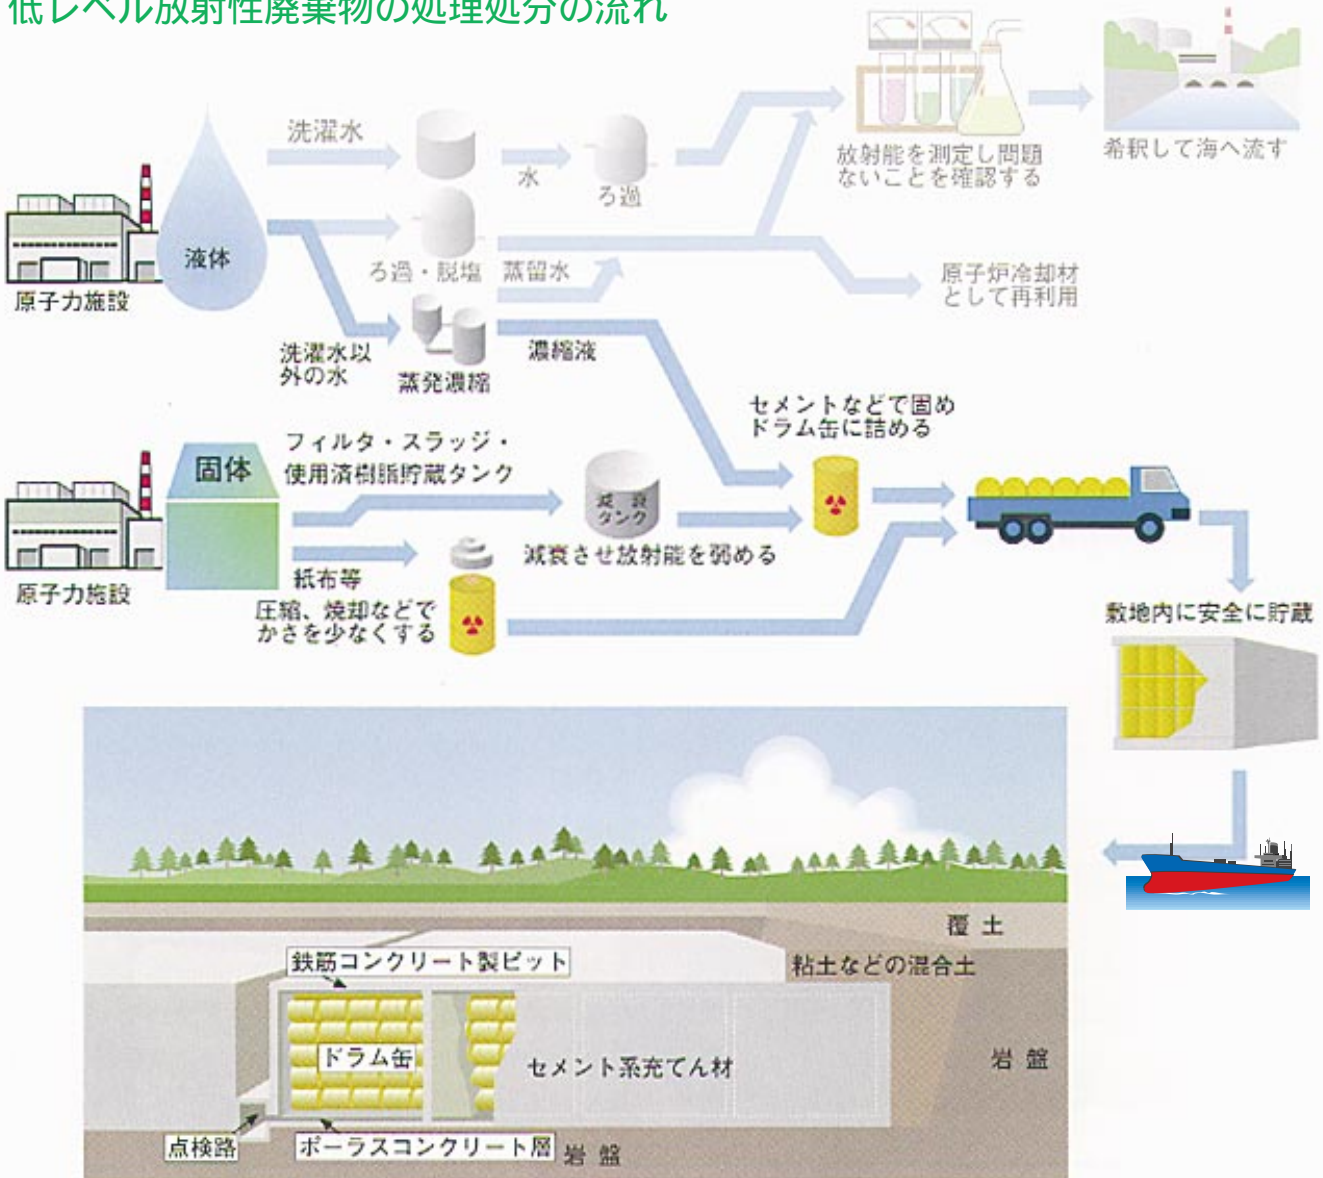 低レベル放射性廃棄物の処理処分の流れ
洗濯水
水
ろ過
放射能を測定し問題
ないことを確認する
希釈して海へ流す
液体
原子力施設
ろ過・脱塩
蒸留水
原子炉冷却材
として再利用
洗濯水以
外の水
蒸発濃縮
濃縮液
セメントなどで固め
ドラム缶に詰める
固体
フィルタ・スラッジ・
使用済樹脂貯蔵タンク
減 衰
タンク
減衰させ放射能を弱める
原子力施設
紙布等
圧縮、焼却などで
かさを少なくする
敷地内に安全に貯蔵
覆 土
鉄筋コンクリート製ピット
粘土などの混合土
ドラム缶
セメント系充てん材
岩 盤
点検路
ポーラスコンクリート層
岩 盤